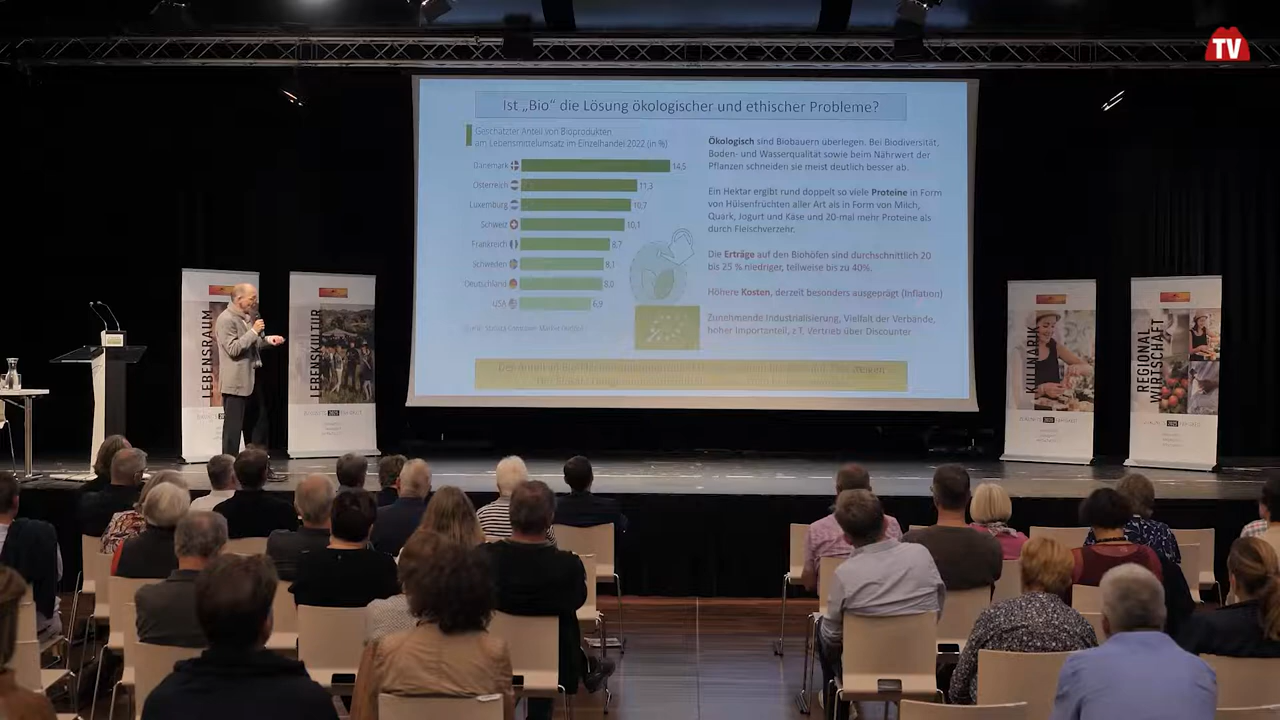 TV
Ist „Bio“ die Lösung ökologischer und ethischer Probleme?
Geschätzter Anteil von Bioprodukten
am Lebensmittelumsatz im Einzelhandel 2022 (in %)
Dänemark 14,5
Österreich 11,3
Luxemburg 10,7
Schweiz 10,1
Frankreich 8,7
Schweden 8,1
Deutschland 8,0
USA 6,9
Ökologisch sind Biobauern überlegen. Bei Biodiversität,
Boden- und Wasserqualität sowie beim Nährwert der
Pflanzen schneiden sie meist deutlich besser ab.
Ein Hektar ergibt rund doppelt so viele Proteine in Form
von Hülsenfrüchten aller Art als in Form von Milch,
Quark, Jogurt und Käse und 20-mal mehr Proteine als
durch Fleischverzehr.
Die Erträge auf den Biohöfen sind durchschnittlich 20
bis 25 % niedriger, teilweise bis zu 40%.
Höhere Kosten, derzeit besonders ausgeprägt (Inflation)
Zunehmende Industrialisierung, Vielfalt der Verbände,
hoher Importanteil, z.T. Vertrieb über Discounter
LEBENSRAUM
LEBENSKULTUR
KULINARIK
REGIONAL
WIRTSCHAFT